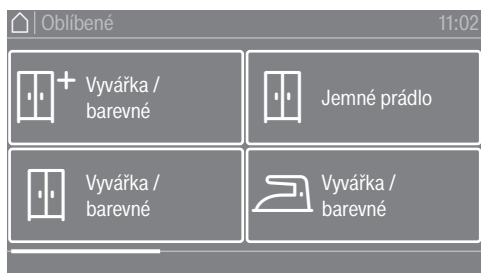 Oblíbené 11:02
Vyvářka /
barevné
Jemné prádlo
Vyvářka /
barevné
Vyvářka /
barevné